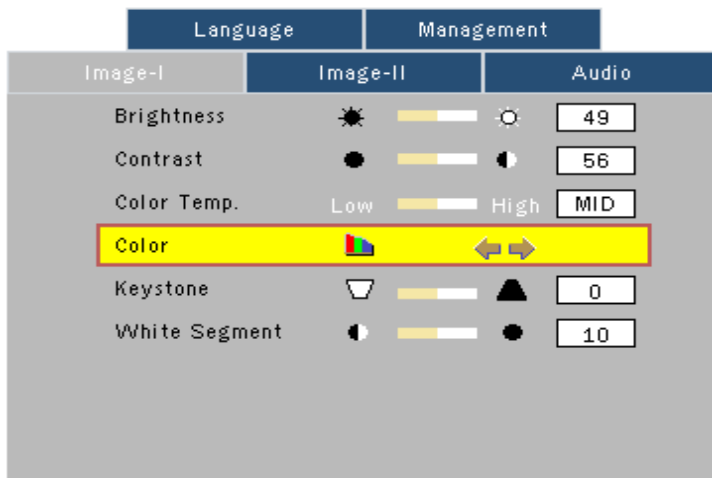 Language Management
Image-I Image-II Audio
Brightness 49
Contrast 56
Color Temp. Low High MID
Color
Keystone 0
White Segment 10